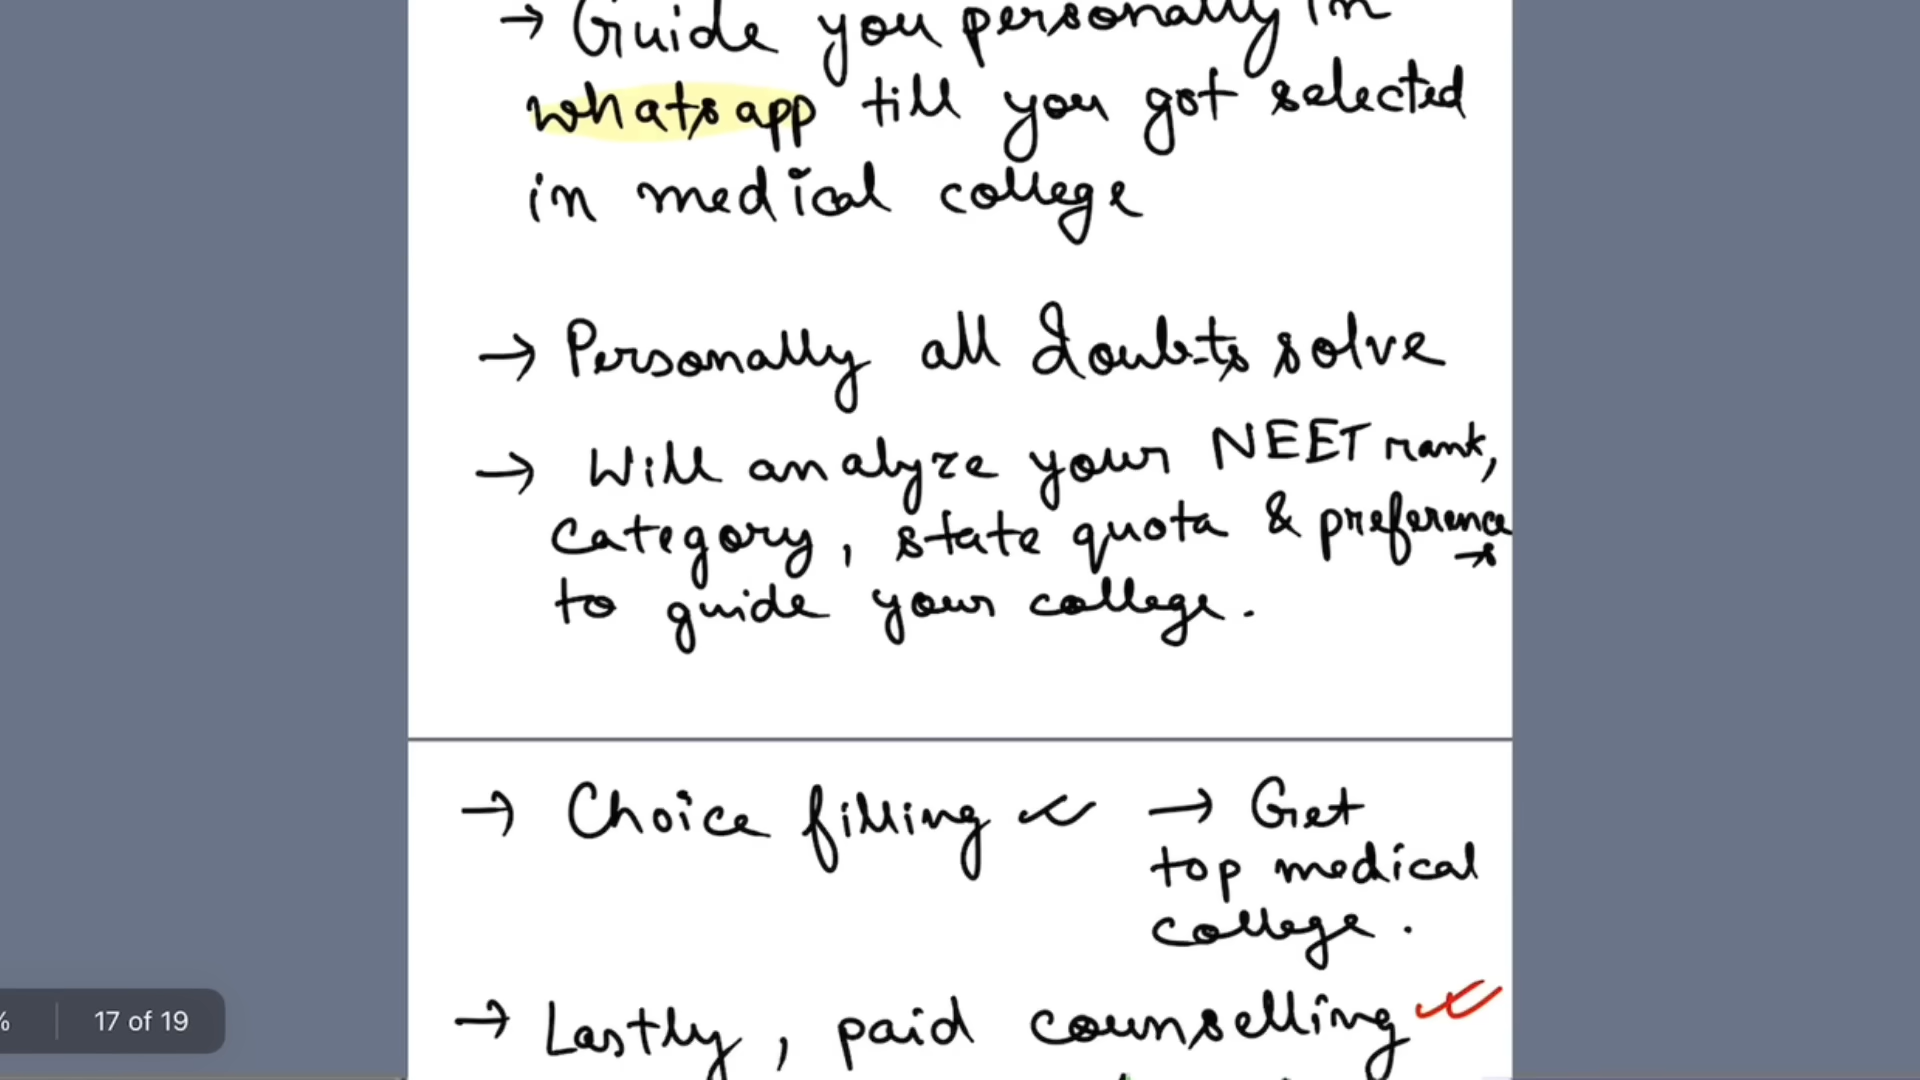 → Guide you personally in
whatsapp till you got selected
in medical college
→ Personally all doubts solve
→ Will analyze your NEET rank,
category, state quota & preference
→s
to guide your college.
→ Choice filling ✓ → Get
top medical
college.
→ Lastly, paid counselling ✓
%
17 of 19